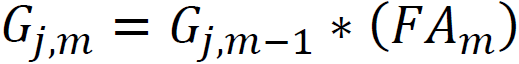 G_{j,m} = G_{j,m−1} * (FA_m)